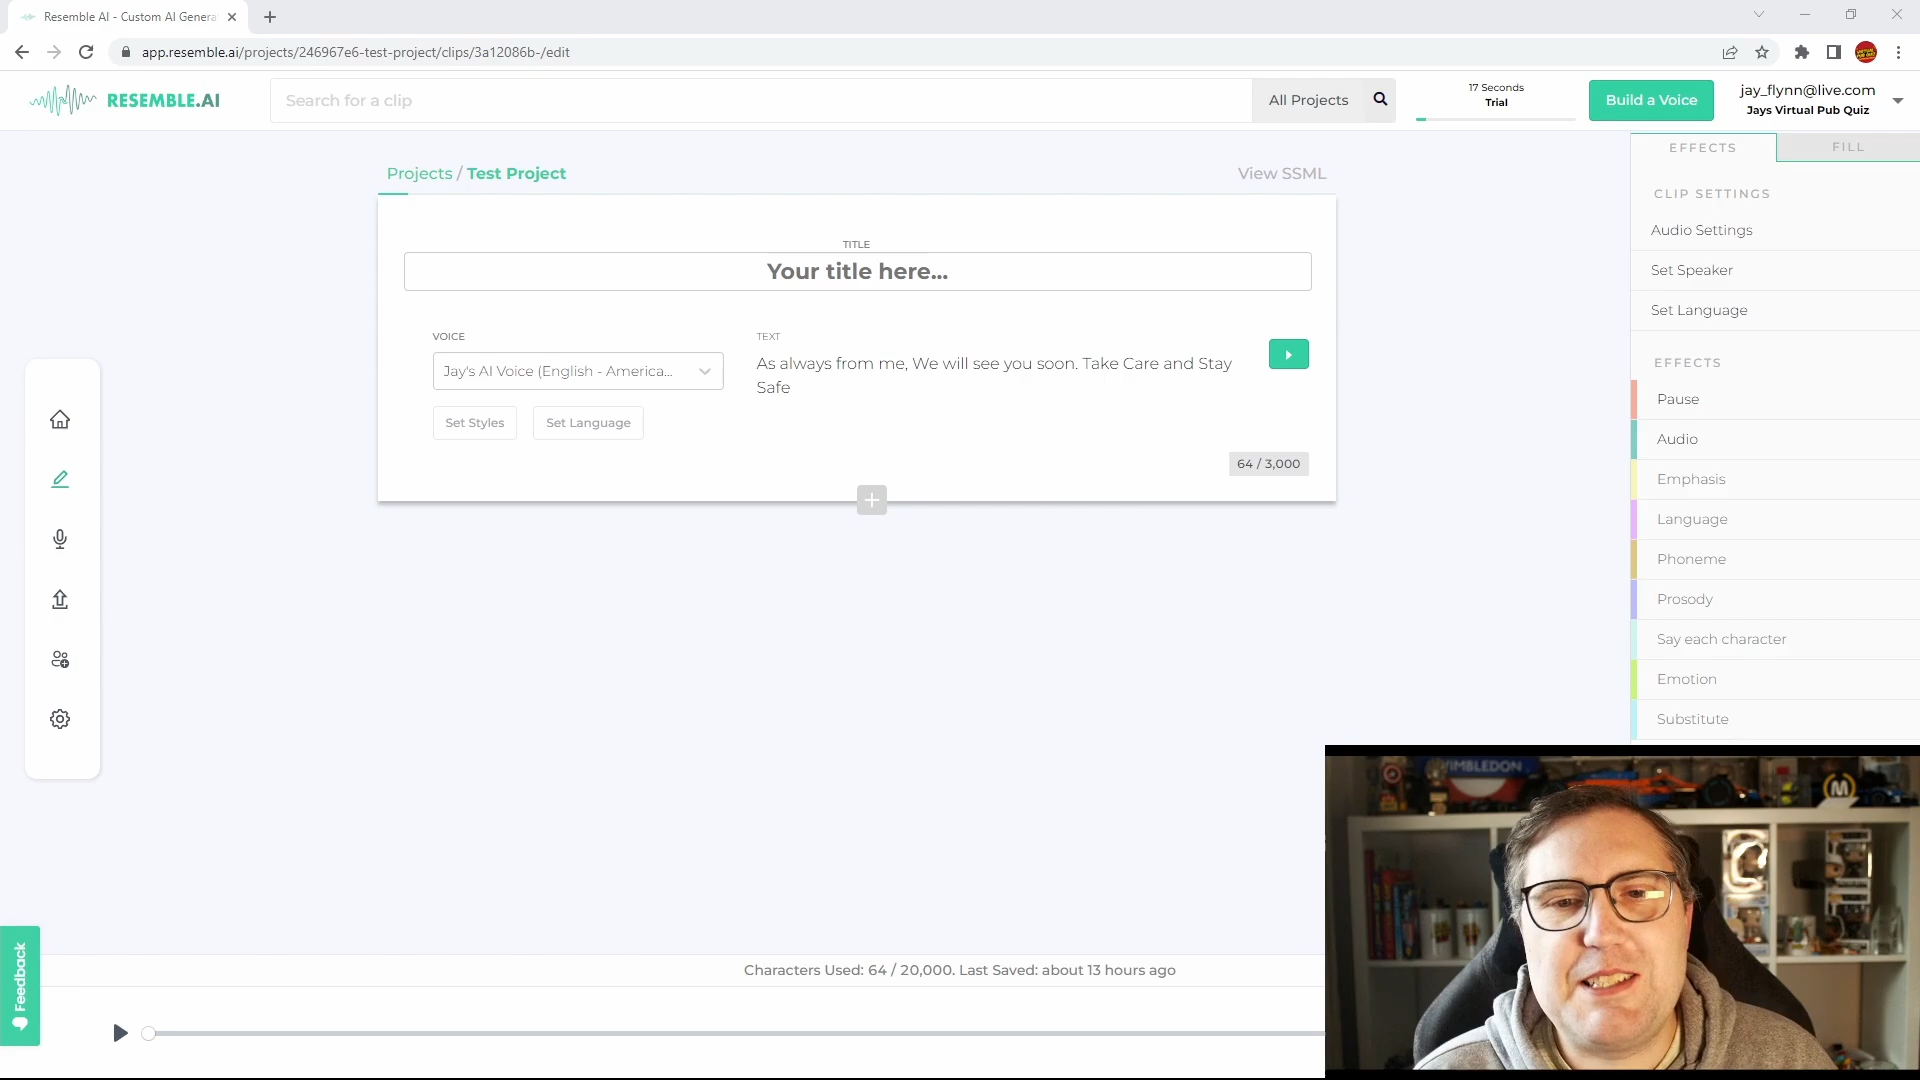 Resemble AI - Custom AI Genera
app.resemble.ai/projects/246967e6-test-project/clips/3a12086b-/edit
RESEMBLE.AI
Search for a clip
All Projects
17 Seconds
Trial
Build a Voice
jay_flynn@live.com
Jays Virtual Pub Quiz
Projects / Test Project
View SSML
TITLE
Your title here...
VOICE
Jay's AI Voice (English - America...
Set Styles
Set Language
TEXT
As always from me, We will see you soon. Take Care and Stay
Safe
64 / 3,000
EFFECTS
FILL
CLIP SETTINGS
Audio Settings
Set Speaker
Set Language
EFFECTS
Pause
Audio
Emphasis
Language
Phoneme
Prosody
Say each character
Emotion
Substitute
WIMBLEDON
Feedback
Characters Used: 64 / 20,000. Last Saved: about 13 hours ago